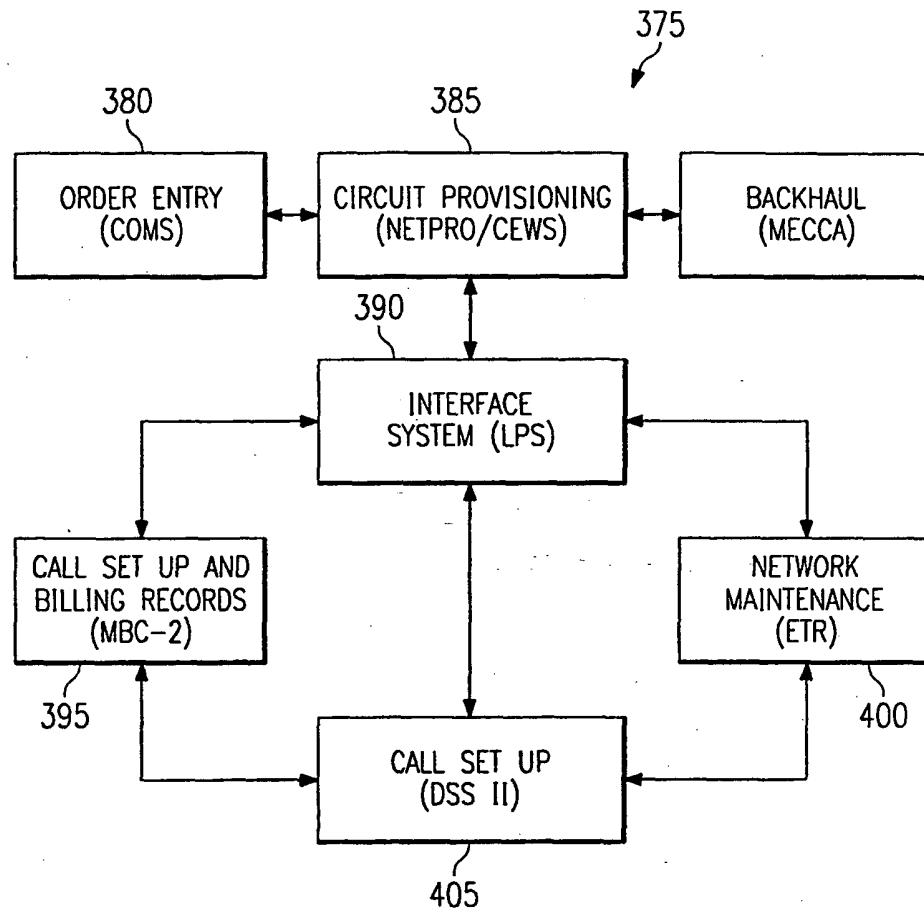 375
380
385
ORDER ENTRY
(COMS)
CIRCUIT PROVISIONING
(NETPRO/CEWS)
BACKHAUL
(MECCA)
390
INTERFACE
SYSTEM (LPS)
CALL SET UP AND
BILLING RECORDS
(MBC-2)
NETWORK
MAINTENANCE
(ETR)
395
400
CALL SET UP
(DSS II)
405